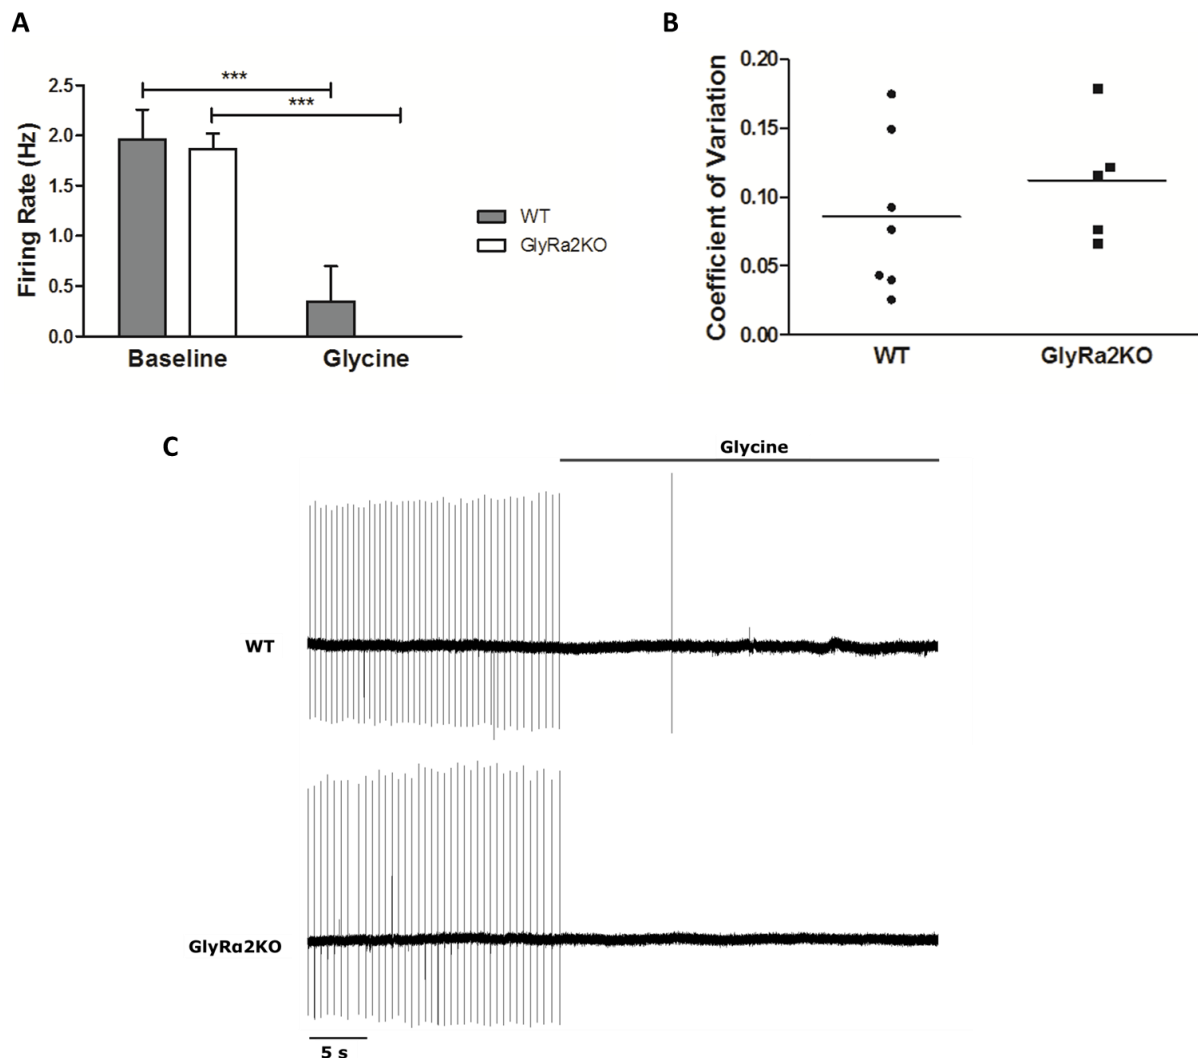 A
2.5
2.0
1.5
1.0
0.5
0.0
Firing Rate (Hz)
***
***
Baseline
Glycine
WT
GlyRa2KO
B
0.20
0.15
0.10
0.05
0.00
Coefficient of Variation
WT
GlyRa2KO
C
Glycine
WT
GlyRα2KO
5 s